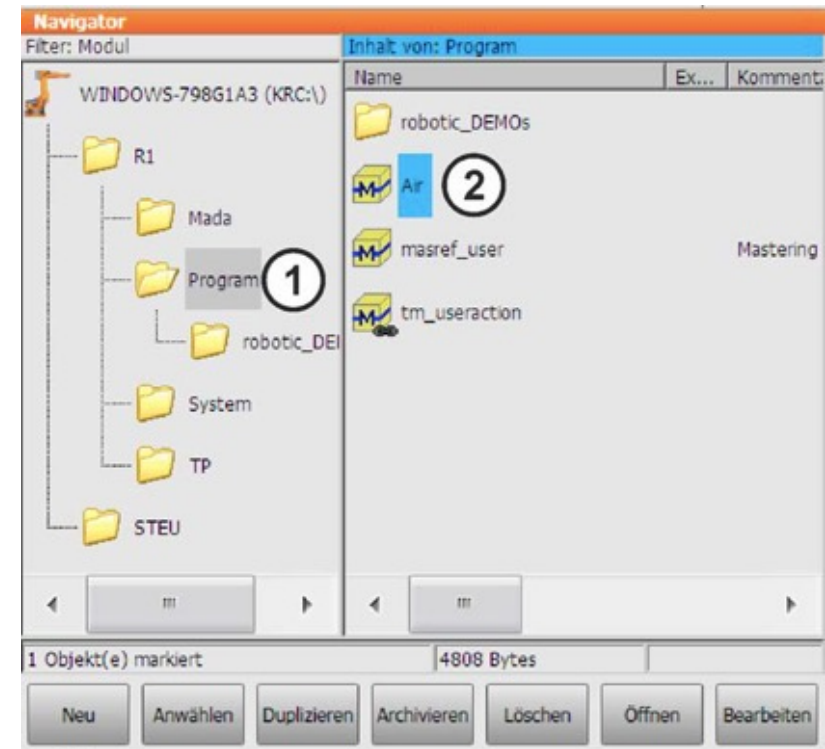 Navigator
Filter: Modul
Inhalt von: Program
WINDOWS-798G1A3 (KRC:\)
R1
Mada
Program
1
robotic_DEI
System
TP
STEU
Name Ex... Komment:
robotic_DEMOs
Air
2
masref_user Mastering
tm_useraction
1 Objekt(e) markiert 4808 Bytes
Neu Anwählen Duplizieren Archivieren Löschen Öffnen Bearbeiten